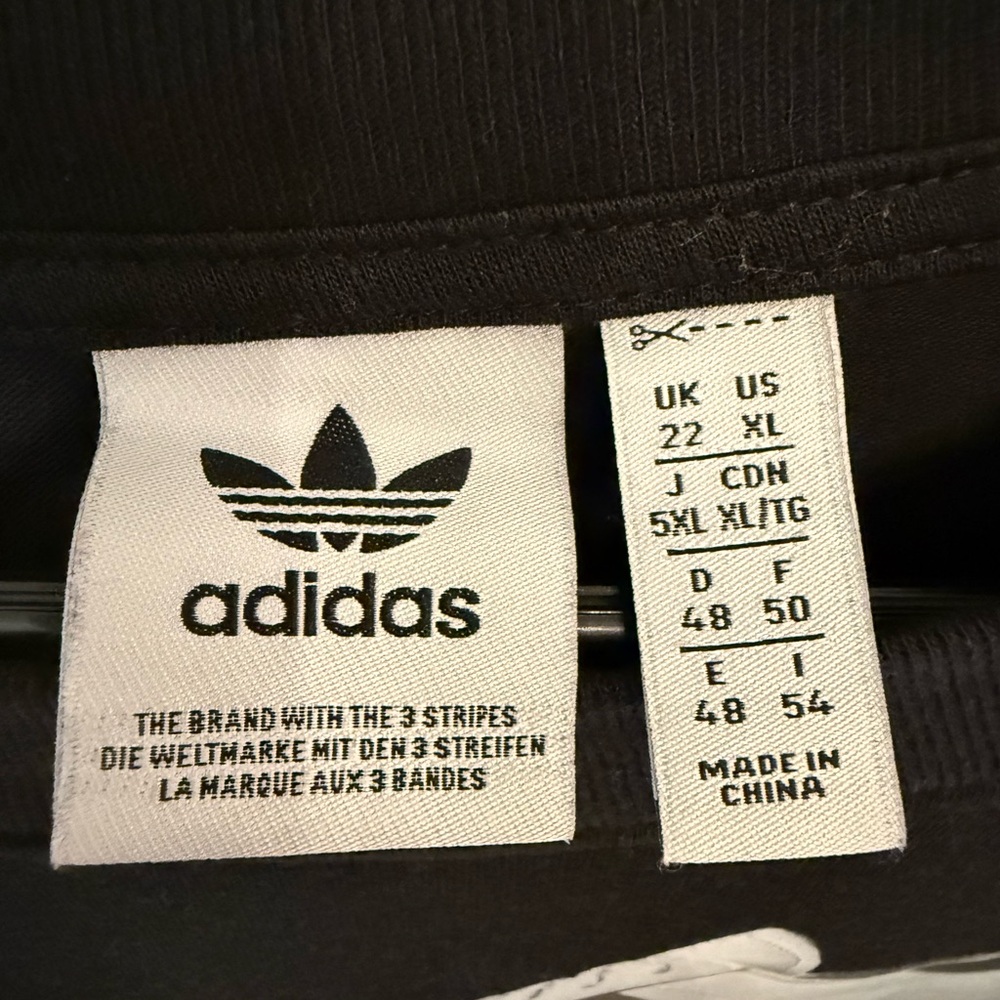 adidas
THE BRAND WITH THE 3 STRIPES
DIE WELTMARKE MIT DEN 3 STREIFEN
LA MARQUE AUX 3 BANDES
UK US
22 XL
J CDN
5XL XL/TG
D F
48 50
E I
48 54
MADE IN
CHINA